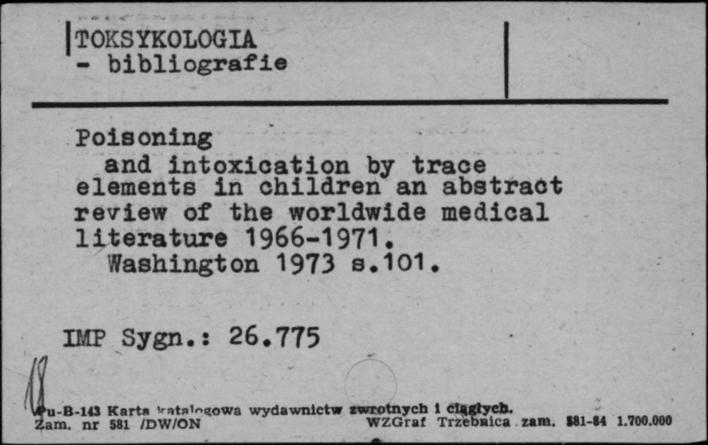 TOKSYKOLOGIA
- bibliografie
Poisoning
and intoxication by trace
elements in children an abstract
review of the worldwide medical
literature 1966-1971.
Washington 1973 s.101.
IMP Sygn.: 26.775
18
Pu-B-143 Karta katalogowa wydawnictw zwrotnych i ciągłych.
Zam. nr 581 /DW/ON WZGraf Trzebnica zam. 881-84 1.700.000